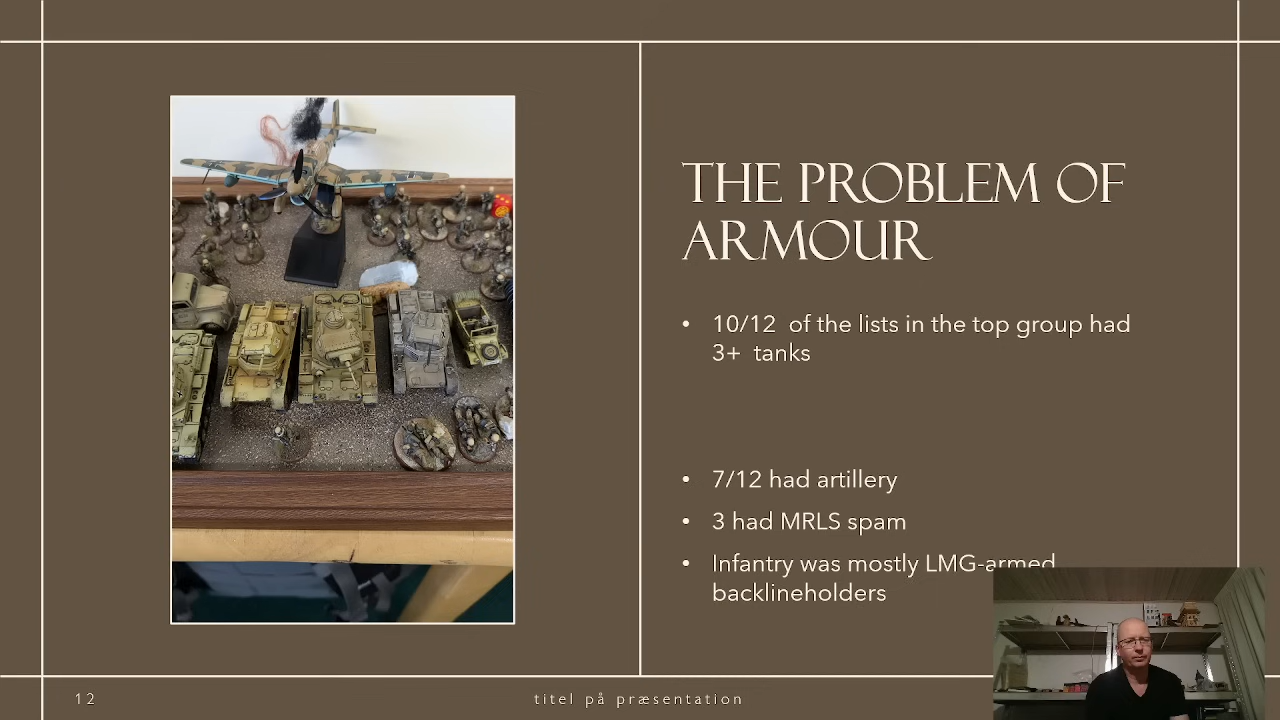 THE PROBLEM OF
ARMOUR
• 10/12 of the lists in the top group had
3+ tanks
• 7/12 had artillery
• 3 had MRLS spam
• Infantry was mostly LMG-armed
backlineholders
12
titel på præsentation